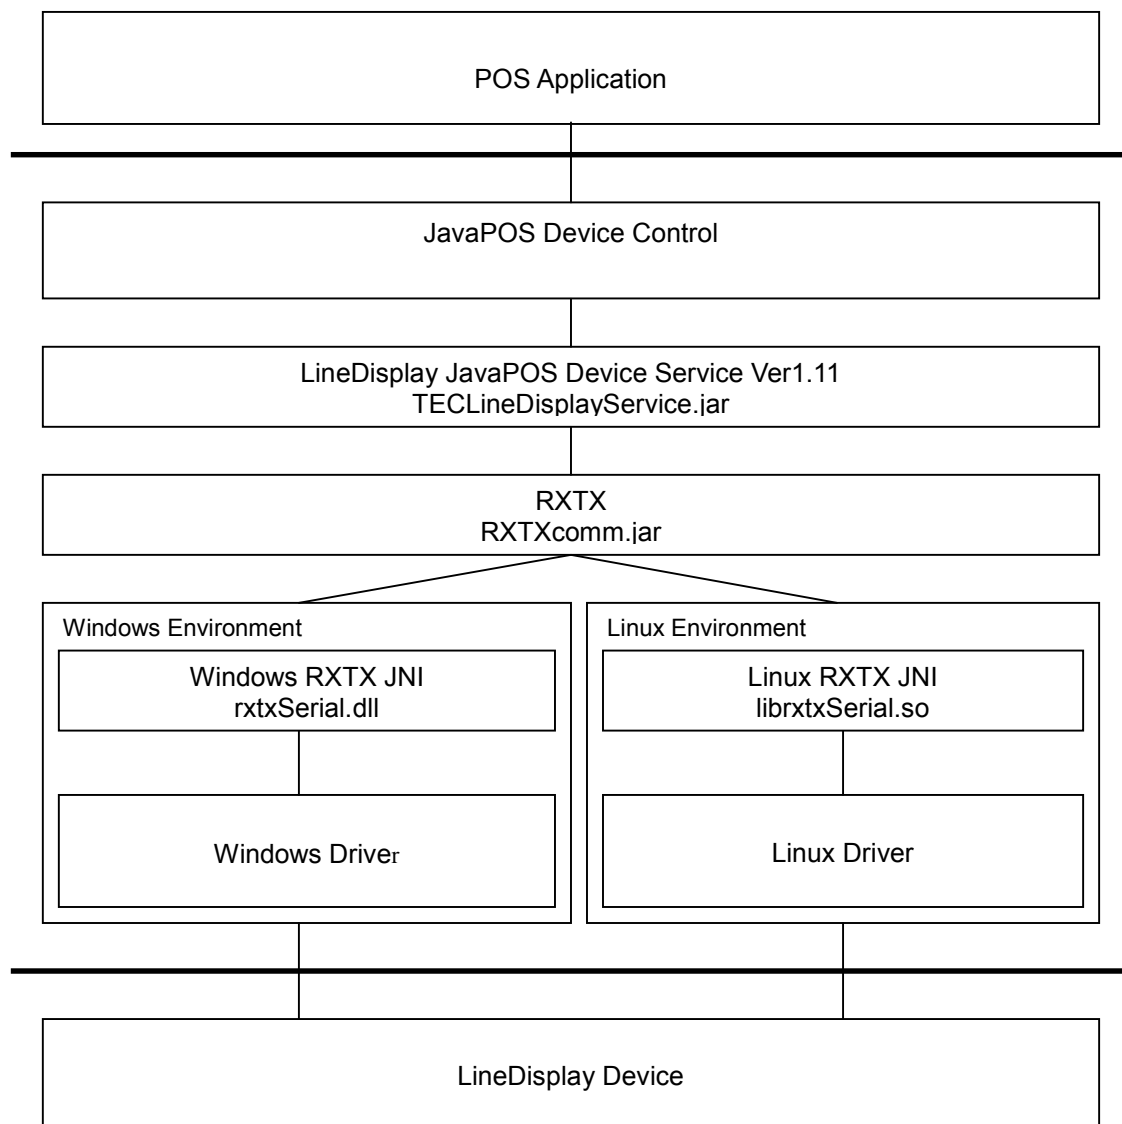 POS Application
JavaPOS Device Control
LineDisplay JavaPOS Device Service Ver1.11
TECLineDisplayService.jar
RXTX
RXTXcomm.jar
Windows Environment
Windows RXTX JNI
rxtxSerial.dll
Windows Driver
Linux Environment
Linux RXTX JNI
librxtxSerial.so
Linux Driver
LineDisplay Device